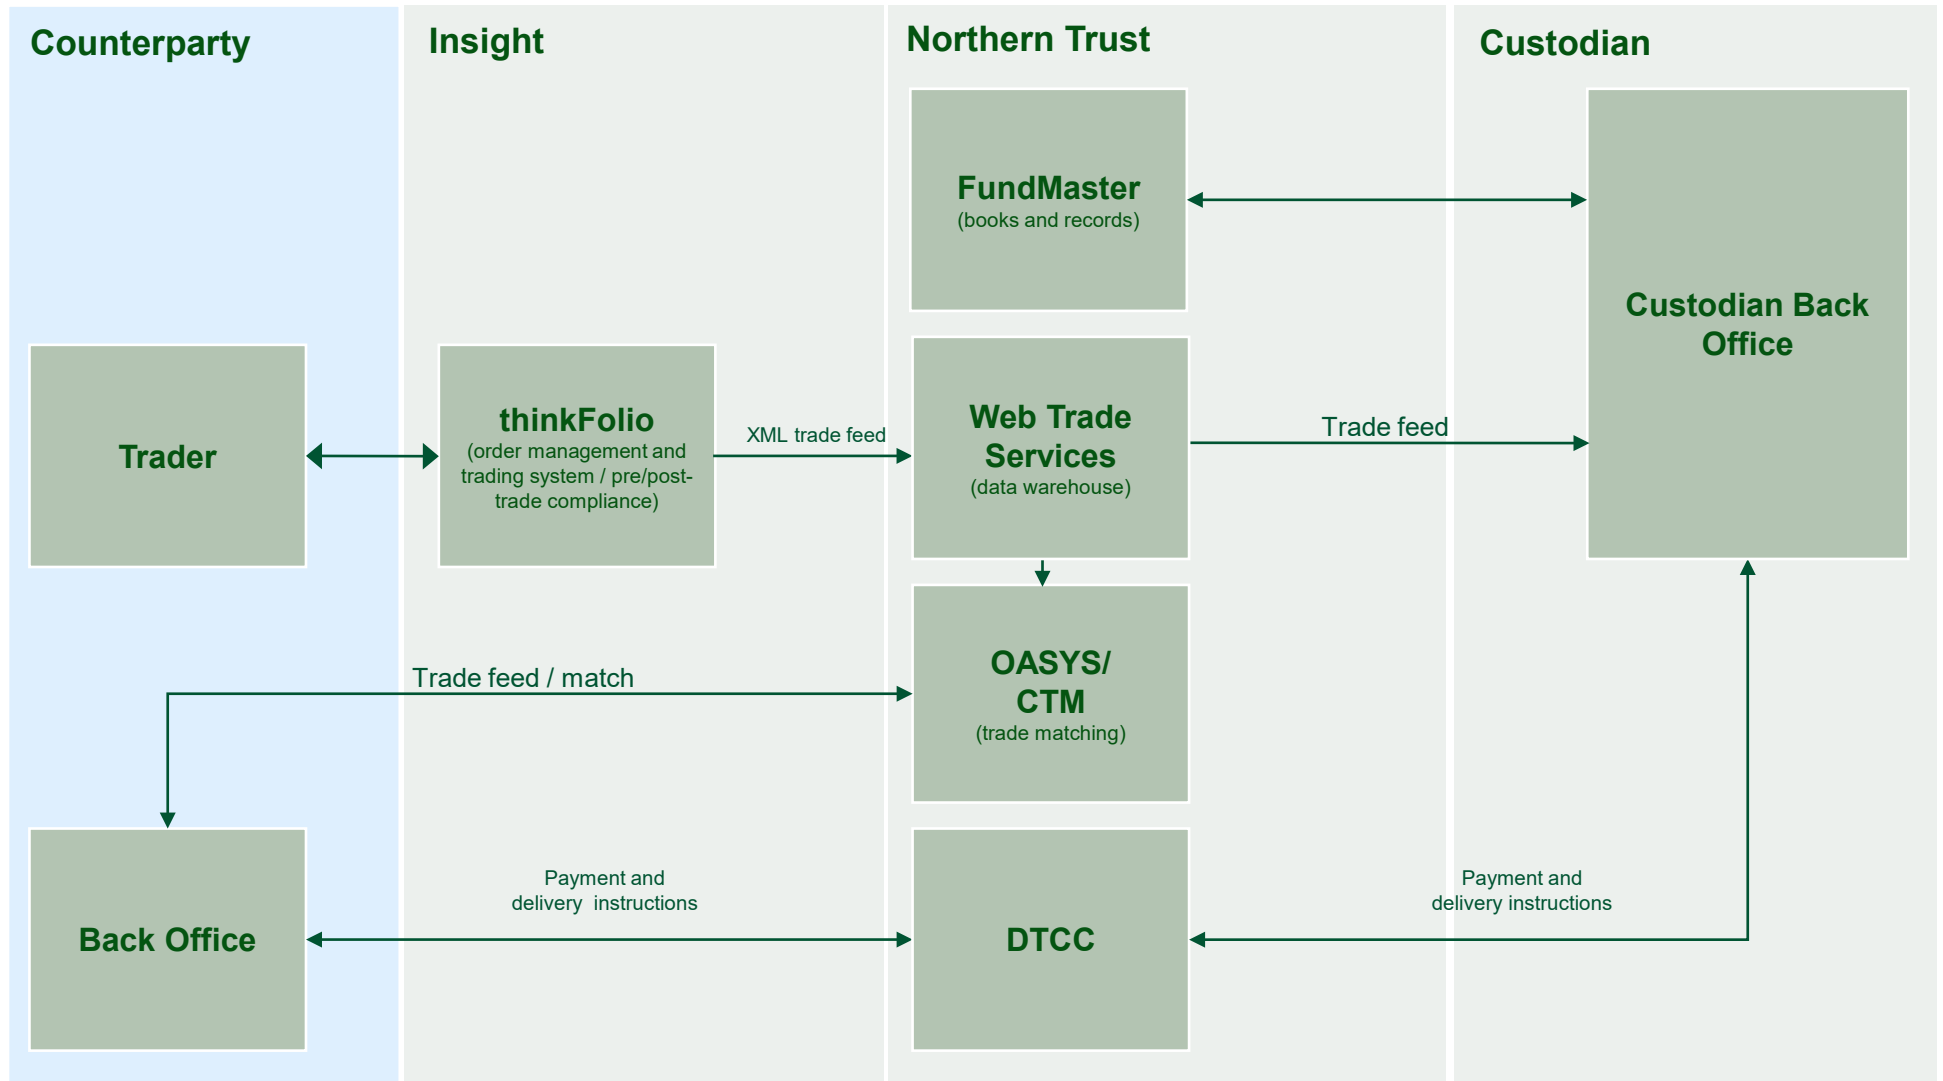 Counterparty
Insight
Northern Trust
Custodian
FundMaster
(books and records)
Custodian Back
Office
Trader
thinkFolio
(order management and
trading system / pre/post-
trade compliance)
XML trade feed
Web Trade
Services
(data warehouse)
Trade feed
Trade feed / match
OASYS/
CTM
(trade matching)
Back Office
Payment and
delivery  instructions
DTCC
Payment and
delivery instructions